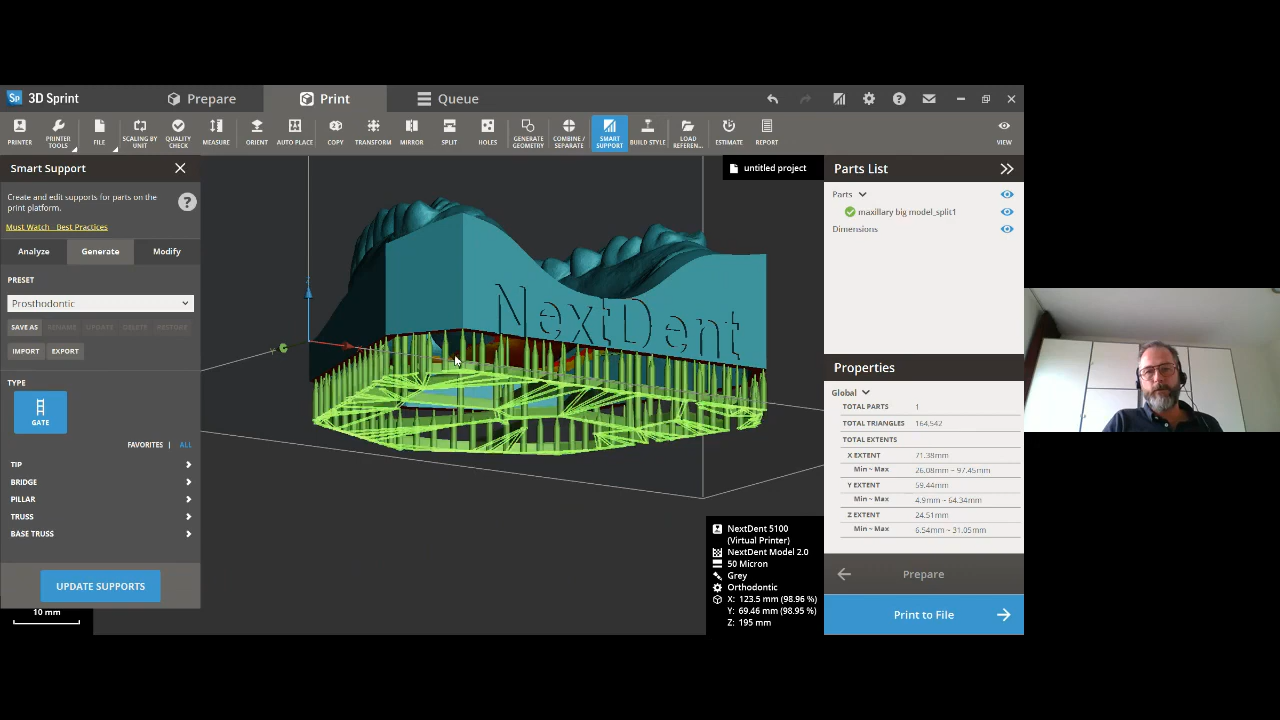 Sp 3D Sprint
Prepare
Print
Queue
PRINTER
PRINTER TOOLS
FILE
SCALING BY UNIT
QUALITY CHECK
MEASURE
ORIENT
AUTO PLACE
COPY
TRANSFORM
MIRROR
SPLIT
HOLES
GENERATE GEOMETRY
COMBINE / SEPARATE
SMART SUPPORT
BUILD STYLE
LOAD REFEREN...
ESTIMATE
REPORT
VIEW
Smart Support
Create and edit supports for parts on the
print platform.
Must Watch - Best Practices
Analyze
Generate
Modify
PRESET
Prosthodontic
SAVE AS
RENAME
UPDATE
DELETE
RESTORE
IMPORT
EXPORT
TYPE
GATE
FAVORITES | ALL
TIP
BRIDGE
PILLAR
TRUSS
BASE TRUSS
UPDATE SUPPORTS
10 mm
untitled project
NextDent
NextDent 5100
(Virtual Printer)
NextDent Model 2.0
50 Micron
Grey
Orthodontic
X: 123.5 mm (98.96 %)
Y: 69.46 mm (98.95 %)
Z: 195 mm
Parts List
Parts
maxillary big model_split1
Dimensions
Properties
Global
TOTAL PARTS 1
TOTAL TRIANGLES 164,542
TOTAL EXTENTS
X EXTENT 71.38mm
Min ~ Max 26.08mm ~ 97.45mm
Y EXTENT 59.44mm
Min ~ Max 4.9mm ~ 64.34mm
Z EXTENT 24.51mm
Min ~ Max 6.54mm ~ 31.05mm
Prepare
Print to File